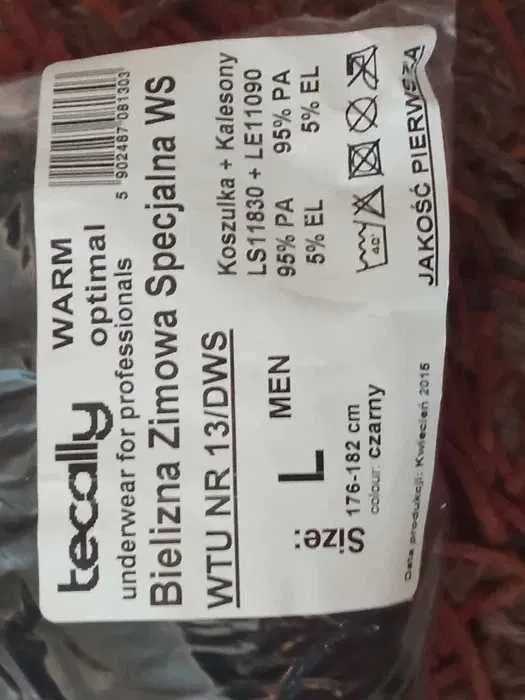 tecally
WARM
optimal
5 902487 081303
underwear for professionals
Bielizna Zimowa Specjalna WS
WTU NR 13/DWS
Koszulka + Kalesony
LS11830 + LE11090
95% PA 95% PA
5% EL 5% EL
Size:
L
MEN
176-182 cm
colour: czarny
40°
JAKOŚĆ PIERWSZA
Data produkcji: Kwiecień 2015